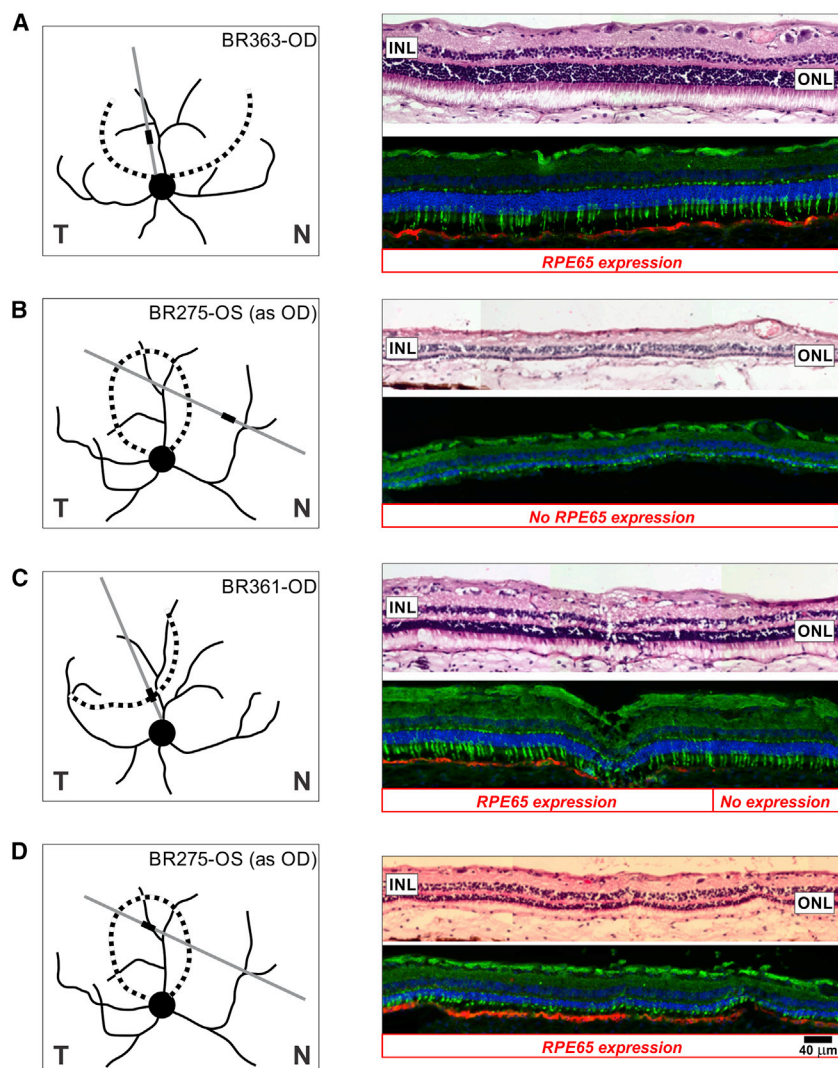 A
BR363-OD
T
N
INL
ONL
RPE65 expression
B
BR275-OS (as OD)
T
N
INL
ONL
No RPE65 expression
C
BR361-OD
T
N
INL
ONL
RPE65 expression
No expression
D
BR275-OS (as OD)
T
N
INL
ONL
RPE65 expression
40 μm